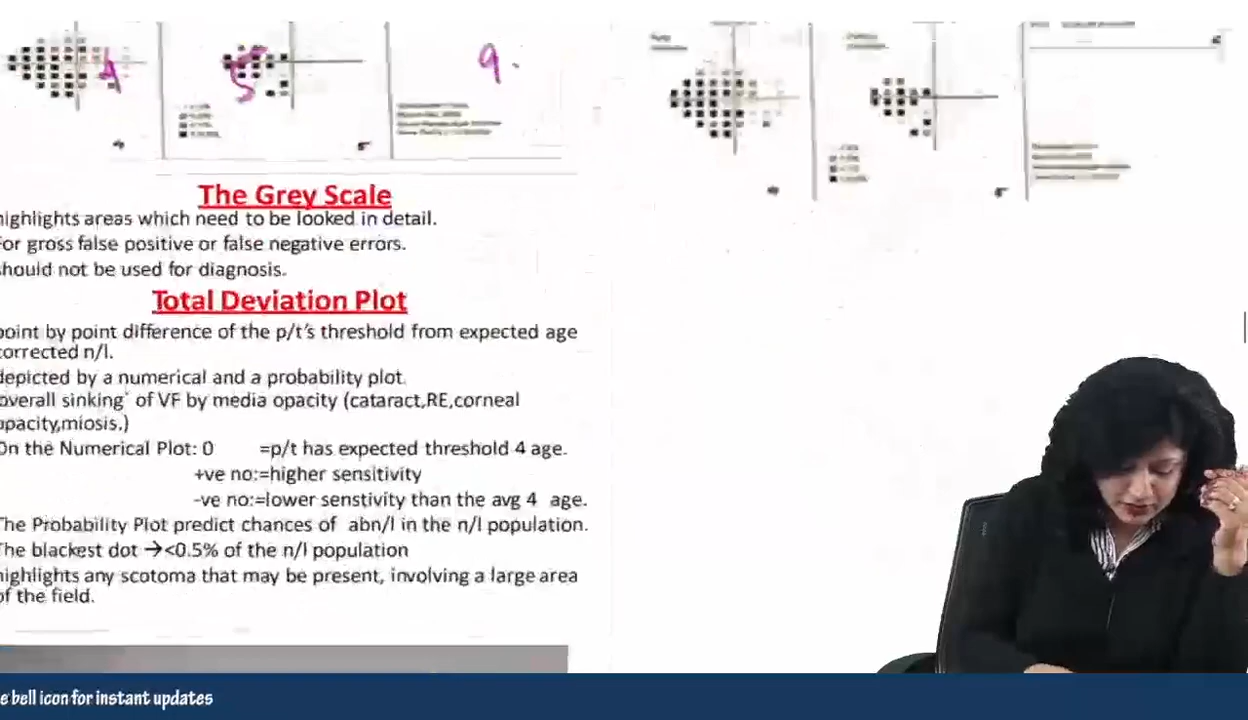 4
5
9.
The Grey Scale
highlights areas which need to be looked in detail.
For gross false positive or false negative errors.
should not be used for diagnosis.
Total Deviation Plot
point by point difference of the p/t's threshold from expected age
corrected n/l.
depicted by a numerical and a probability plot.
overall sinking' of VF by media opacity (cataract,RE,corneal
opacity,miosis.)
On the Numerical Plot: 0 =p/t has expected threshold 4 age.
+ve no:=higher sensitivity
-ve no:=lower senstivity than the avg 4 age.
The Probability Plot predict chances of abn/l in the n/l population.
The blackest dot →<0.5% of the n/l population
highlights any scotoma that may be present, involving a large area
of the field.
e bell icon for instant updates